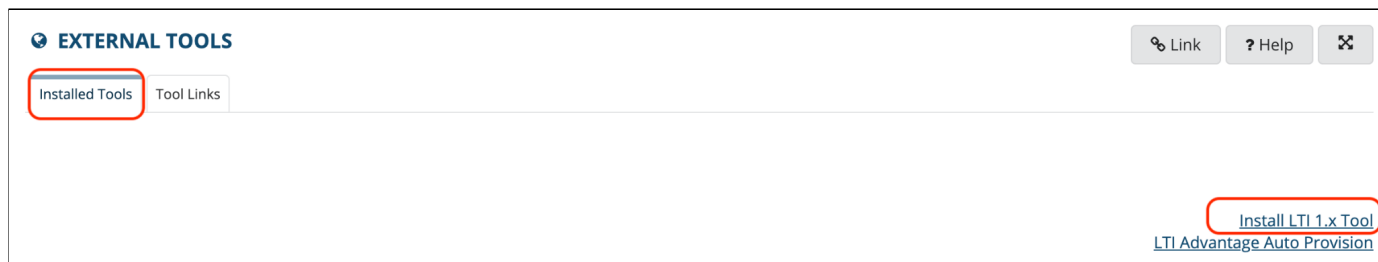 EXTERNAL TOOLS
Link
? Help
Installed Tools
Tool Links
Install LTI 1.x Tool
LTI Advantage Auto Provision